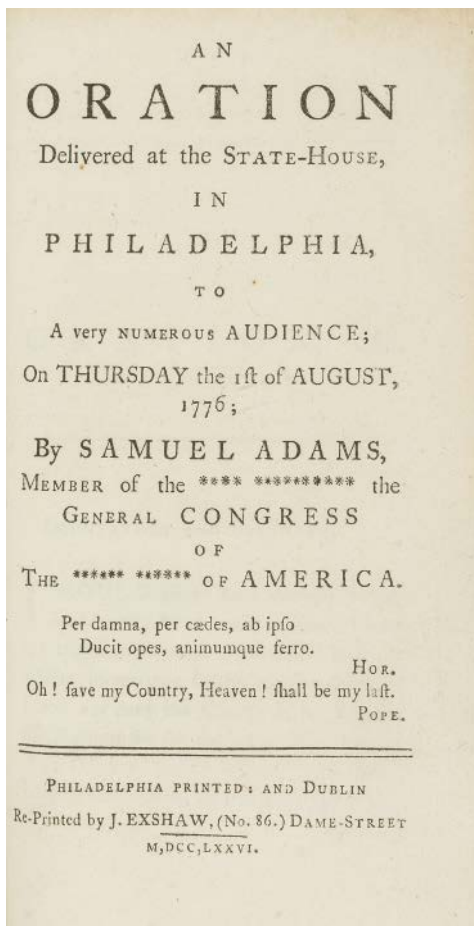 AN
ORATION
Delivered at the STATE-HOUSE,
IN
PHILADELPHIA,
TO
A very NUMEROUS AUDIENCE;
On THURSDAY the 1ſt of AUGUST,
1776;
By SAMUEL ADAMS,
MEMBER of the **** ********** the
GENERAL CONGRESS
OF
THE ****** ****** OF AMERICA.
Per damna, per cædes, ab ipſo
Ducit opes, animumque ferro.
HOR.
Oh! ſave my Country, Heaven! ſhall be my laſt.
POPE.
PHILADELPHIA PRINTED: AND DUBLIN
Re-Printed by J. EXSHAW, (No. 86.) DAME-STREET
M,DCC,LXXVI.